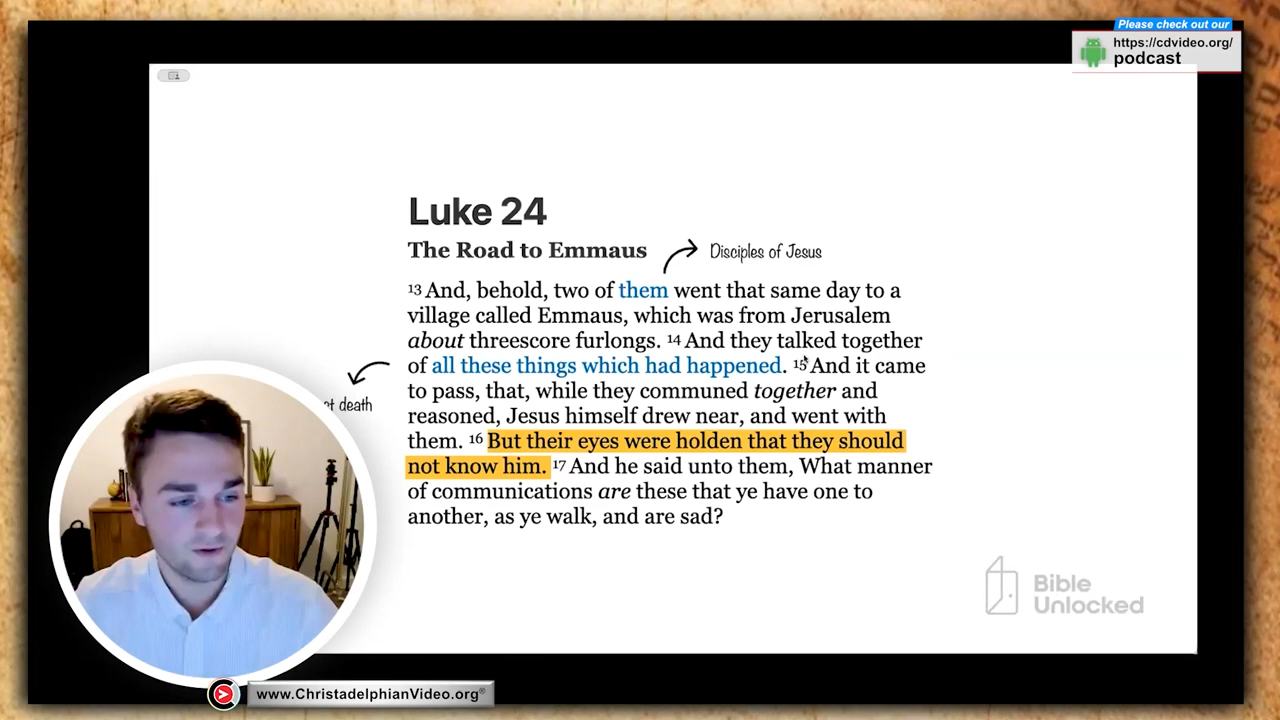 Please check out our
https://cdvideo.org/
podcast
Luke 24
The Road to Emmaus
Disciples of Jesus
13 And, behold, two of them went that same day to a
village called Emmaus, which was from Jerusalem
about threescore furlongs. 14 And they talked together
of all these things which had happened. 15 And it came
to pass, that, while they communed together and
death
reasoned, Jesus himself drew near, and went with
them. 16 But their eyes were holden that they should
not know him. 17 And he said unto them, What manner
of communications are these that ye have one to
another, as ye walk, and are sad?
Bible
Unlocked
www.ChristadelphianVideo.org®